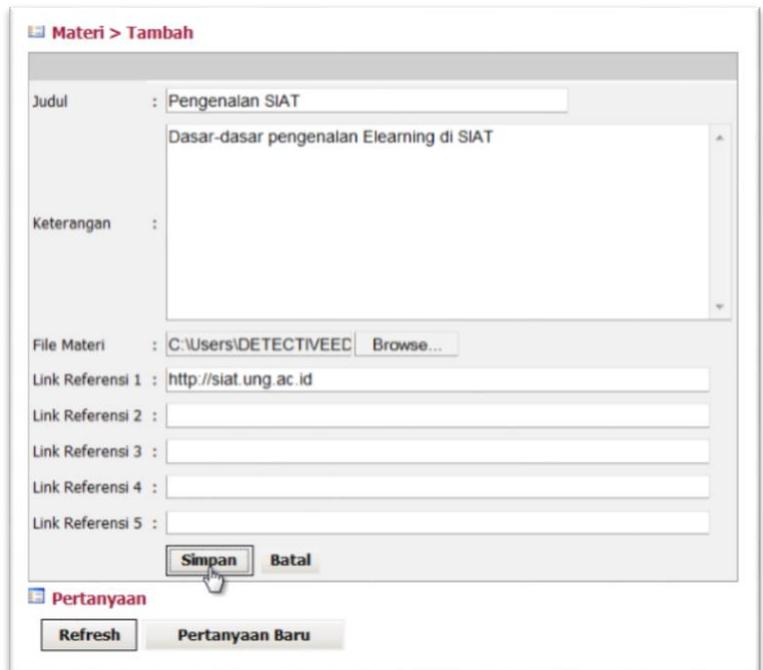 Materi > Tambah
Judul : Pengenalan SIAT
Keterangan : Dasar-dasar pengenalan Elearning di SIAT
File Materi : C:\Users\DETECTIVEED Browse...
Link Referensi 1 : http://siat.ung.ac.id
Link Referensi 2 :
Link Referensi 3 :
Link Referensi 4 :
Link Referensi 5 :
Simpan Batal
Pertanyaan
Refresh Pertanyaan Baru